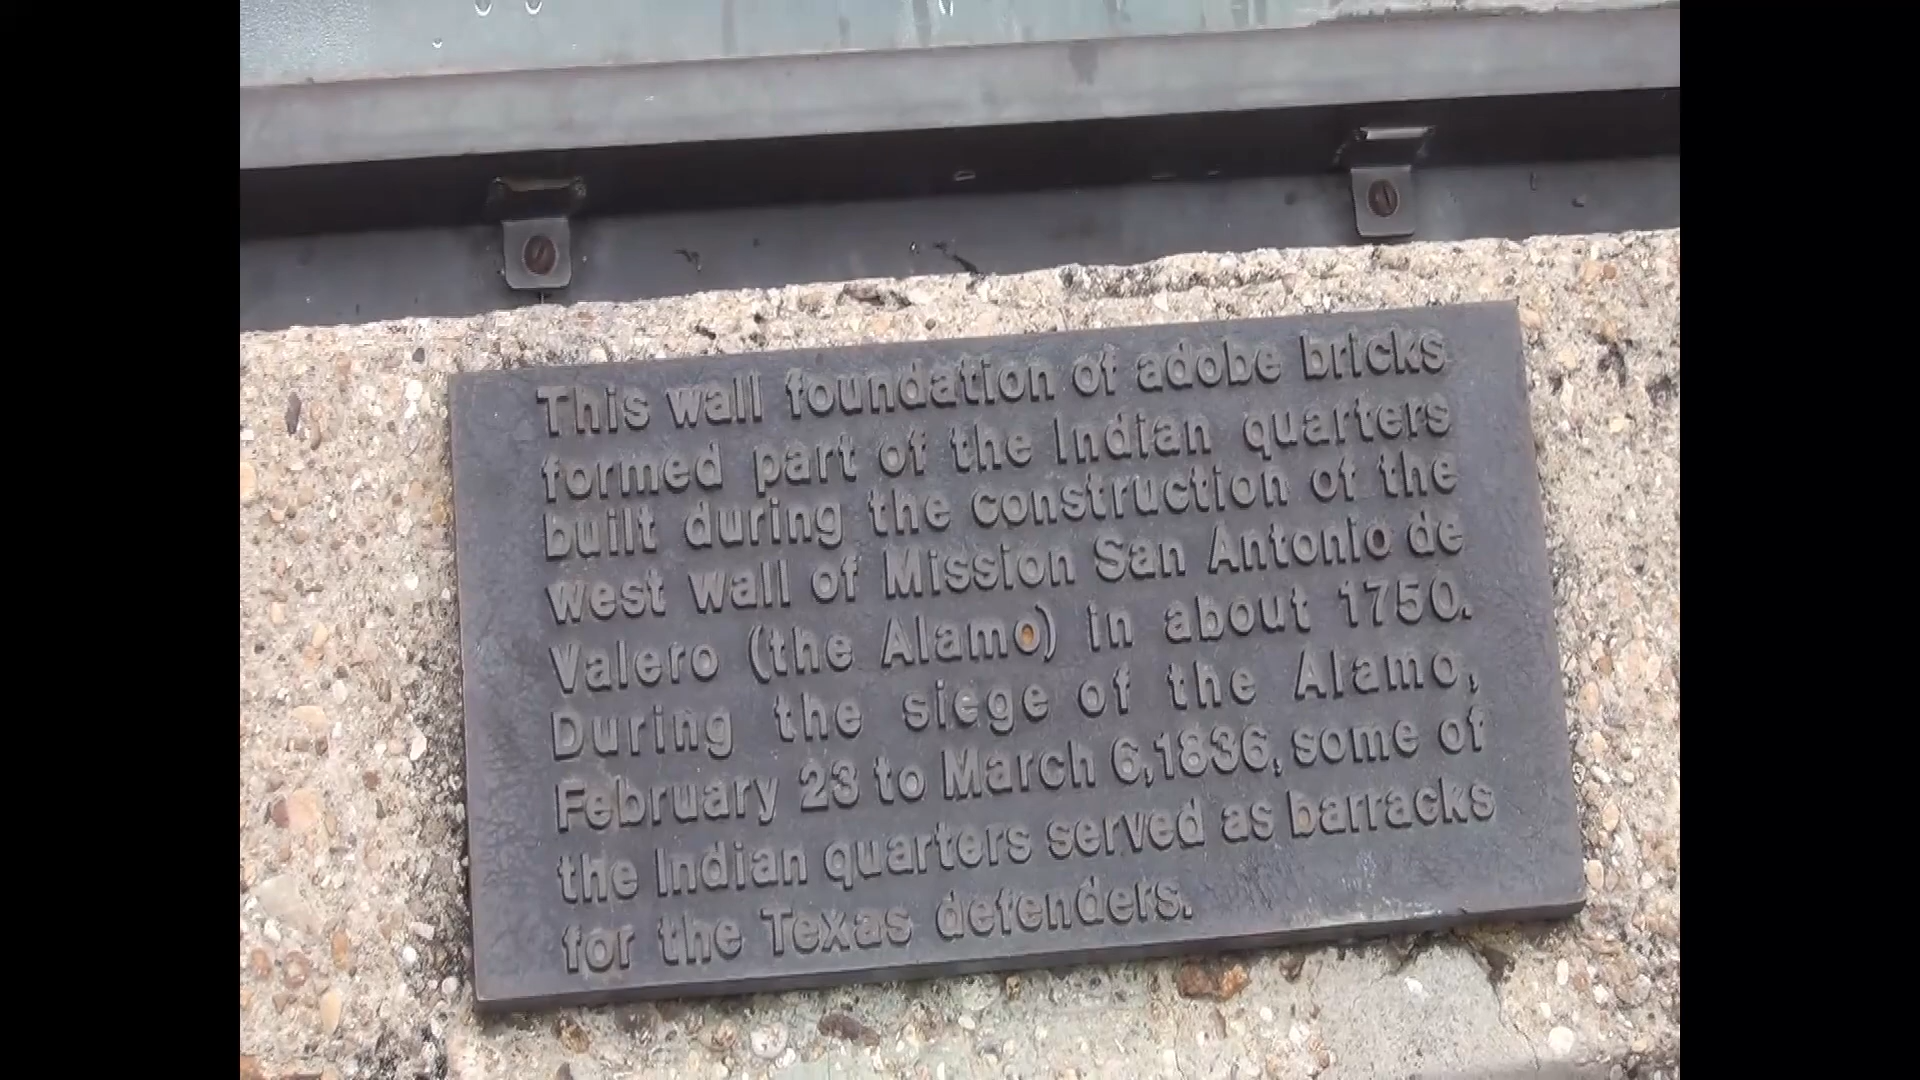 This wall foundation of adobe bricks
formed part of the Indian quarters
built during the construction of the
west wall of Mission San Antonio de
Valero (the Alamo) in about 1750.
During the siege of the Alamo,
February 23 to March 6,1836, some of
the Indian quarters served as barracks
for the Texas defenders.